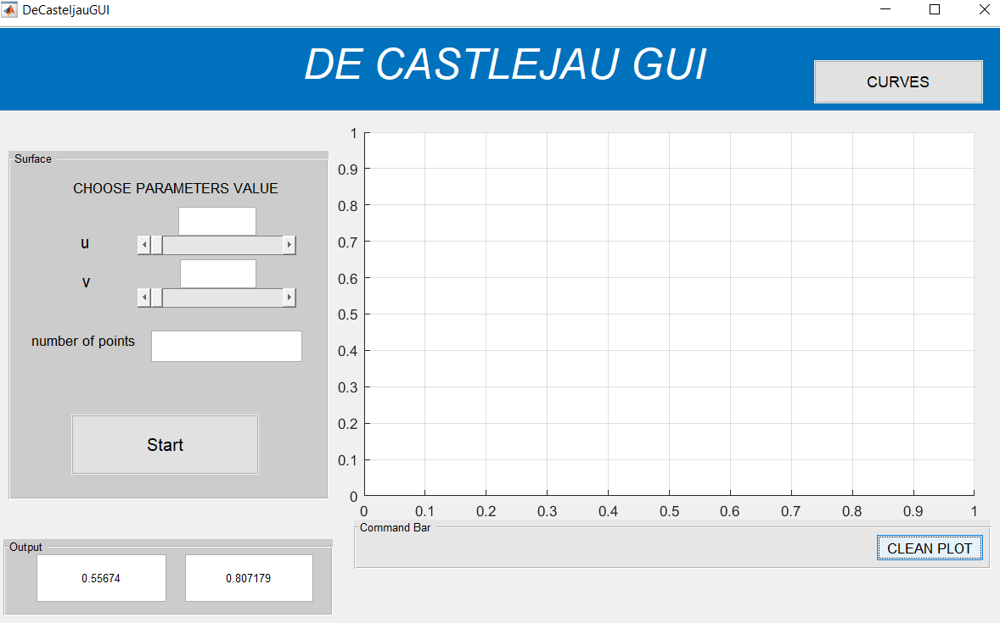 DeCasteljauGUI
DE CASTLEJAU GUI
CURVES
Surface
CHOOSE PARAMETERS VALUE
u
v
number of points
Start
1
0.9
0.8
0.7
0.6
0.5
0.4
0.3
0.2
0.1
0
0 0.1 0.2 0.3 0.4 0.5 0.6 0.7 0.8 0.9 1
Command Bar
CLEAN PLOT
Output
0.55674 0.807179